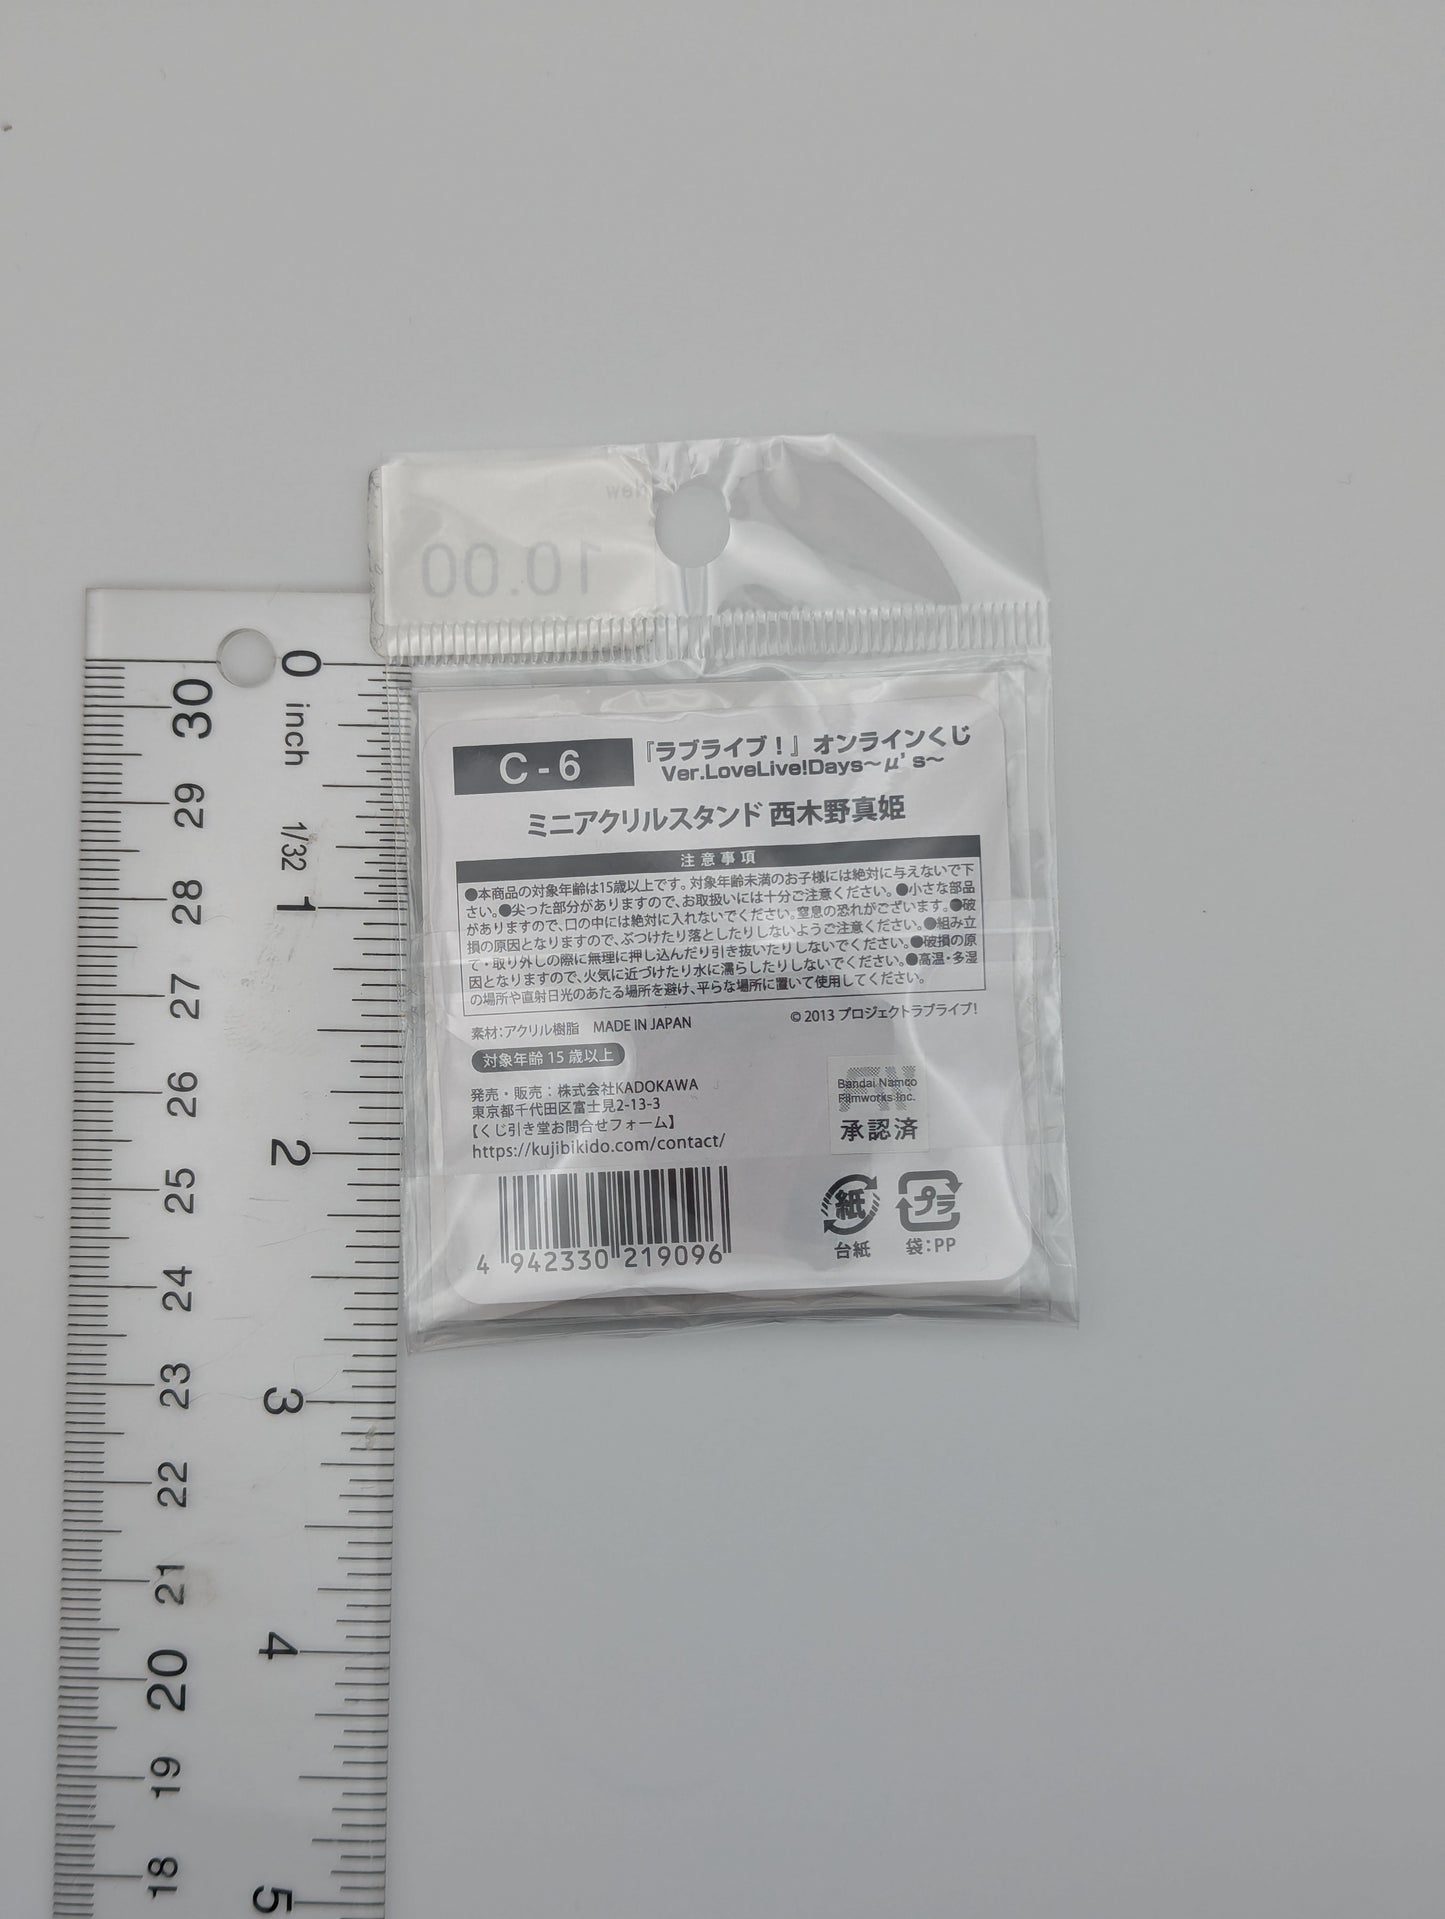 New
10.00
C-6
『ラブライブ！』オンラインくじ
Ver.LoveLive!Days～μ's～
ミニアクリルスタンド 西木野真姫
注意事項
●本商品の対象年齢は15歳以上です。対象年齢未満のお子様には絶対に与えないで下
さい。●尖った部分がありますので、お取扱いには十分ご注意ください。●小さな部品
がありますので、口の中には絶対に入れないでください。窒息の恐れがございます。●破
損の原因となりますので、ぶつけたり落としたりしないようご注意ください。●組み立
て・取り外しの際に無理に押し込んだり引き抜いたりしないでください。●破損の原
因となりますので、火気に近づけたり水に濡らしたりしないでください。●高温・多湿
の場所や直射日光のあたる場所を避け、平らな場所に置いて使用してください。
素材：アクリル樹脂 MADE IN JAPAN
© 2013 プロジェクトラブライブ！
対象年齢 15 歳以上
発売・販売：株式会社KADOKAWA
東京都千代田区富士見2-13-3
【くじ引き堂お問合せフォーム】
https://kujibikido.com/contact/
Bandai Namco
Filmworks Inc.
承認済
4 942330 219096
紙
台紙
プラ
袋：PP
0 inch 1/32
1
2
3
4
5
30
29
28
27
26
25
24
23
22
21
20
19
18